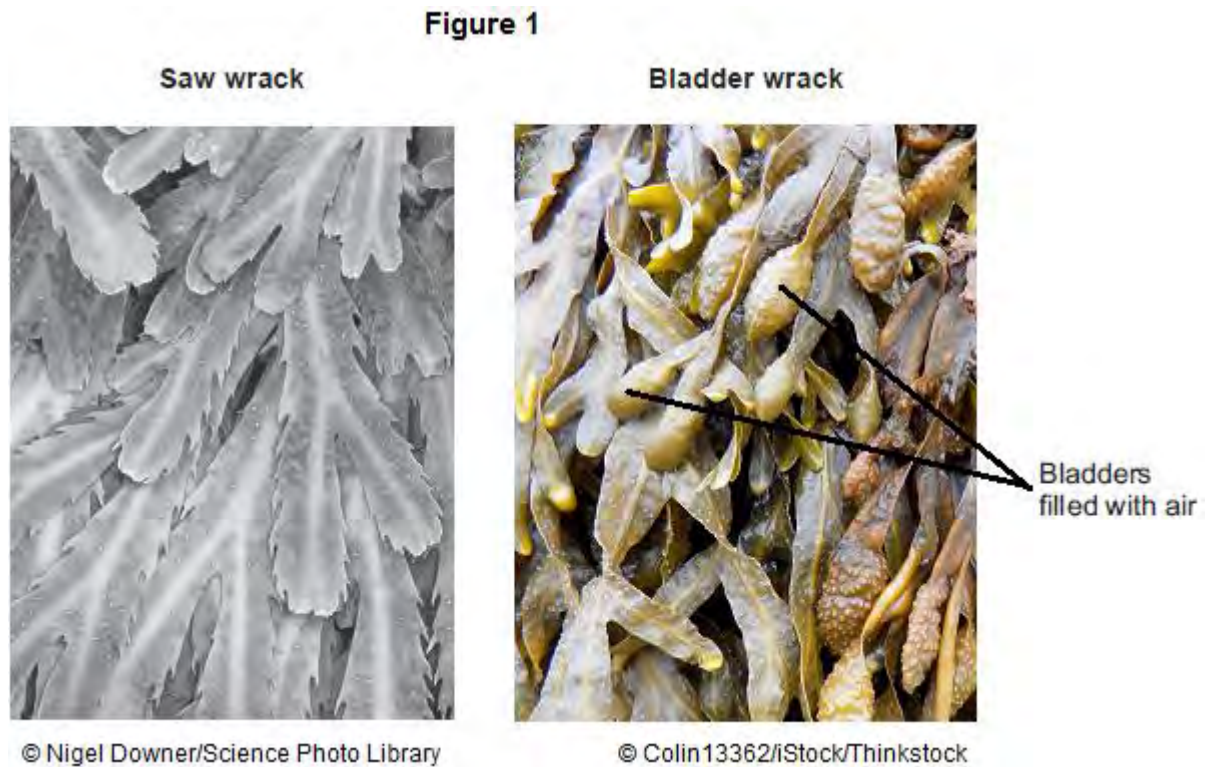 Figure 1
Saw wrack
Bladder wrack
Bladders
filled with air
© Nigel Downer/Science Photo Library
© Colin13362/iStock/Thinkstock